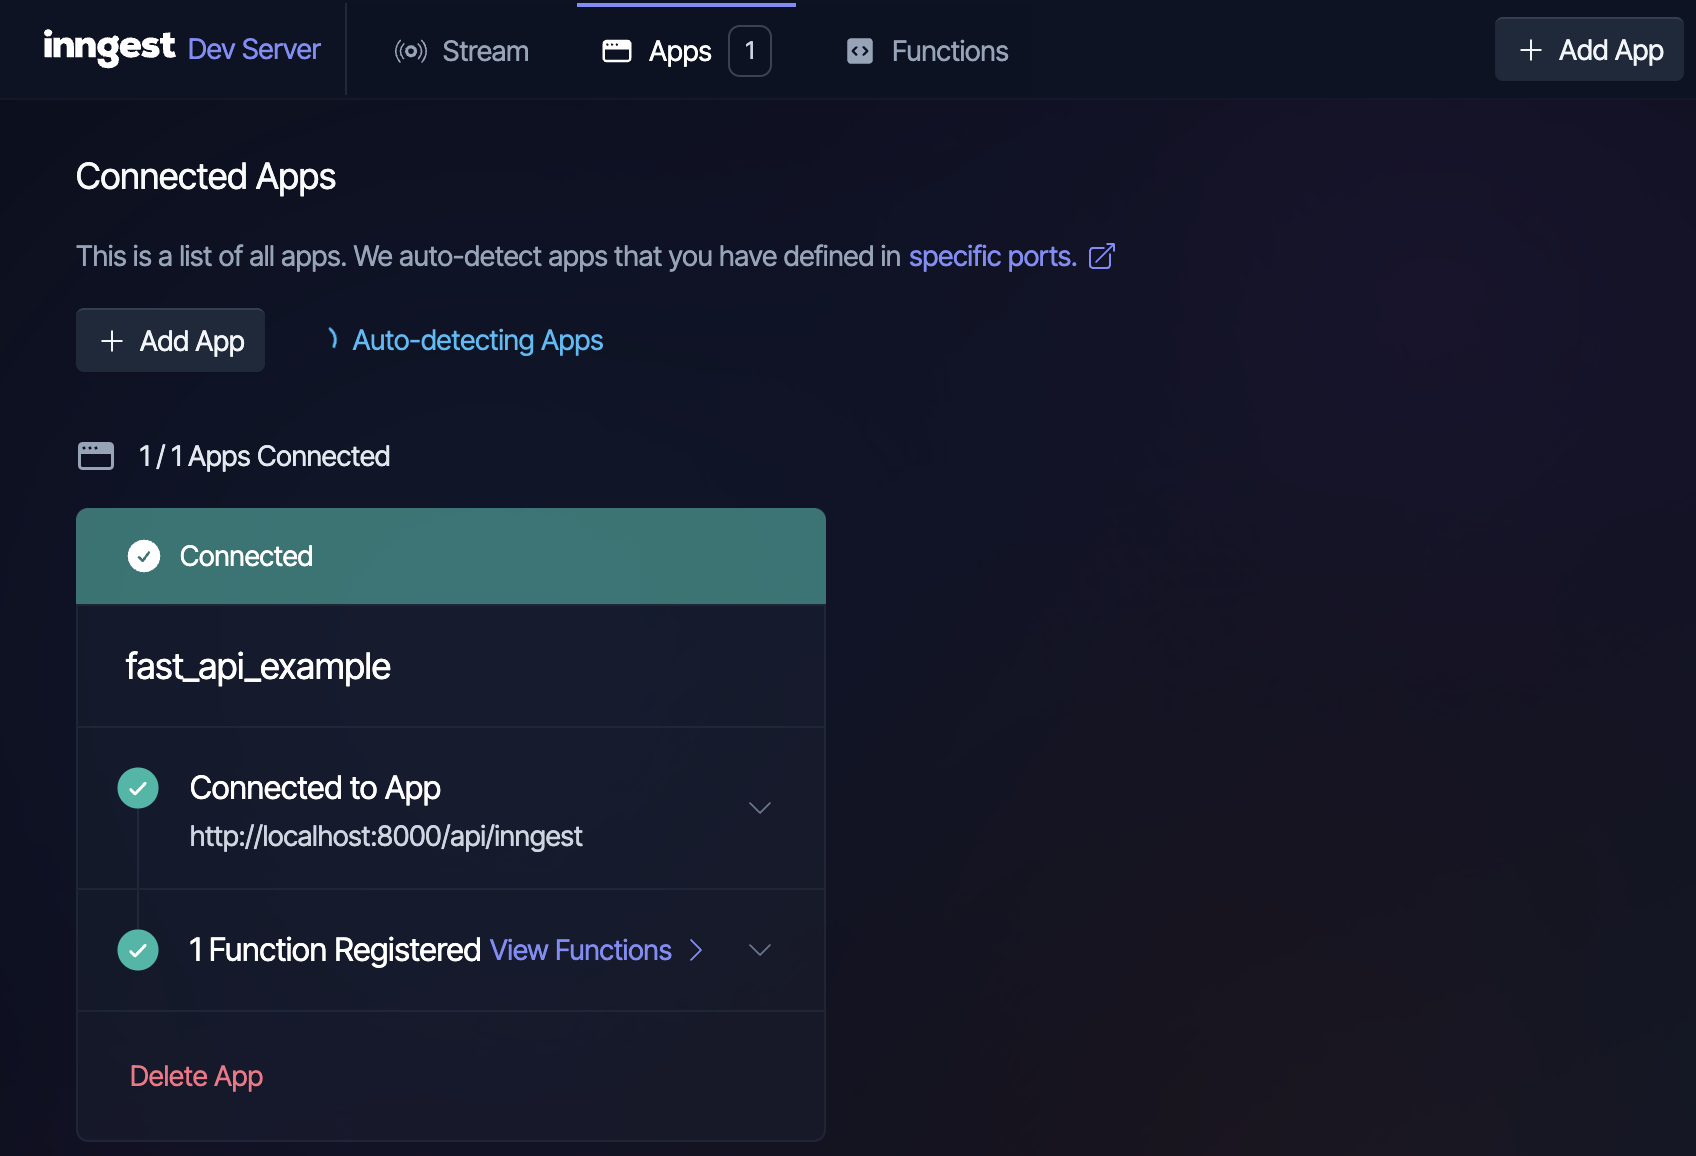 inngest Dev Server
Stream
Apps 1
Functions
+ Add App
Connected Apps
This is a list of all apps. We auto-detect apps that you have defined in specific ports.
+ Add App
Auto-detecting Apps
1 / 1 Apps Connected
Connected
fast_api_example
Connected to App
http://localhost:8000/api/inngest
1 Function Registered View Functions
Delete App